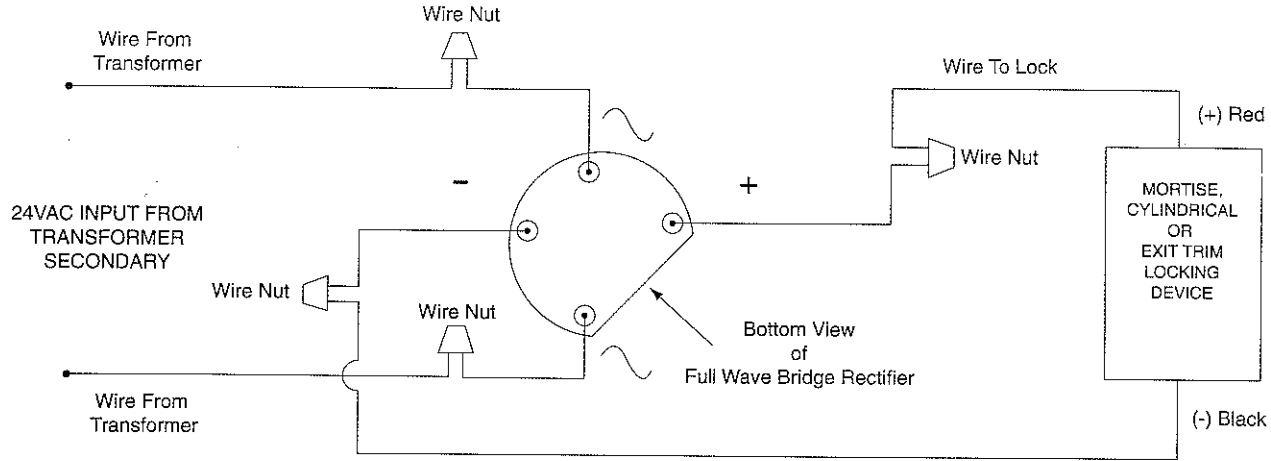 Wire Nut
Wire From
Transformer
Wire To Lock
(+) Red
Wire Nut
-
+
24VAC INPUT FROM
TRANSFORMER
SECONDARY
MORTISE,
CYLINDRICAL
OR
EXIT TRIM
LOCKING
DEVICE
Wire Nut
Wire Nut
Bottom View
of
Full Wave Bridge Rectifier
Wire From
Transformer
(-) Black